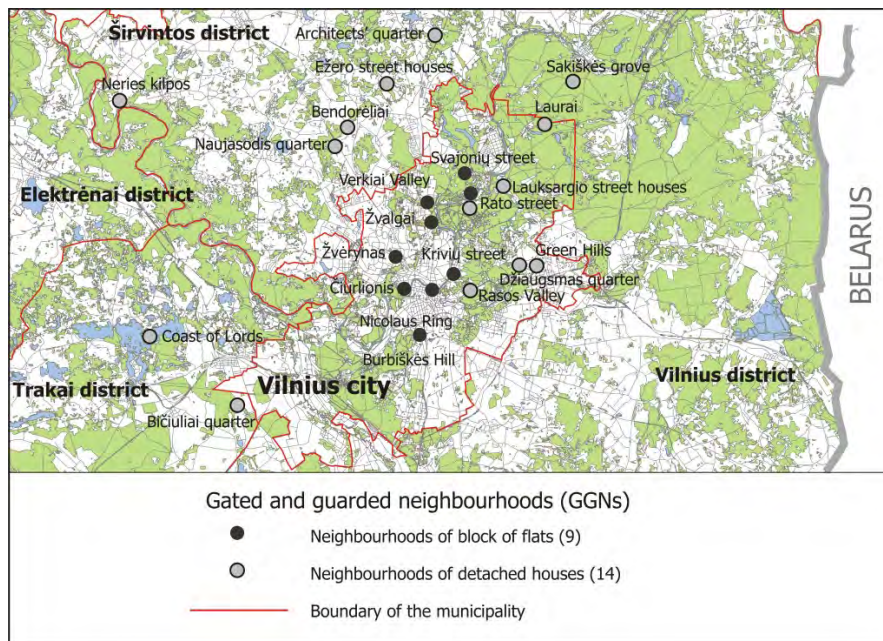 Širvintos district
Architects' quarter
Ežero street houses
Sakiškės grove
Neries kilpos
Bendorėliai
Laurai
Naujasodis quarter
Svajonių street
Verkiai Valley
Lauksargio street houses
Elektrėnai district
Rato street
Žvalgai
BELARUS
Žvėrynas
Krivių street
Green Hills
Džiaugsmas quarter
Čiurlionis
Rasos Valley
Nicolaus Ring
Coast of Lords
Burbiškės Hill
Trakai district
Vilnius city
Vilnius district
Bičiuliai quarter
Gated and guarded neighbourhoods (GGNs)
Neighbourhoods of block of flats (9)
Neighbourhoods of detached houses (14)
Boundary of the municipality